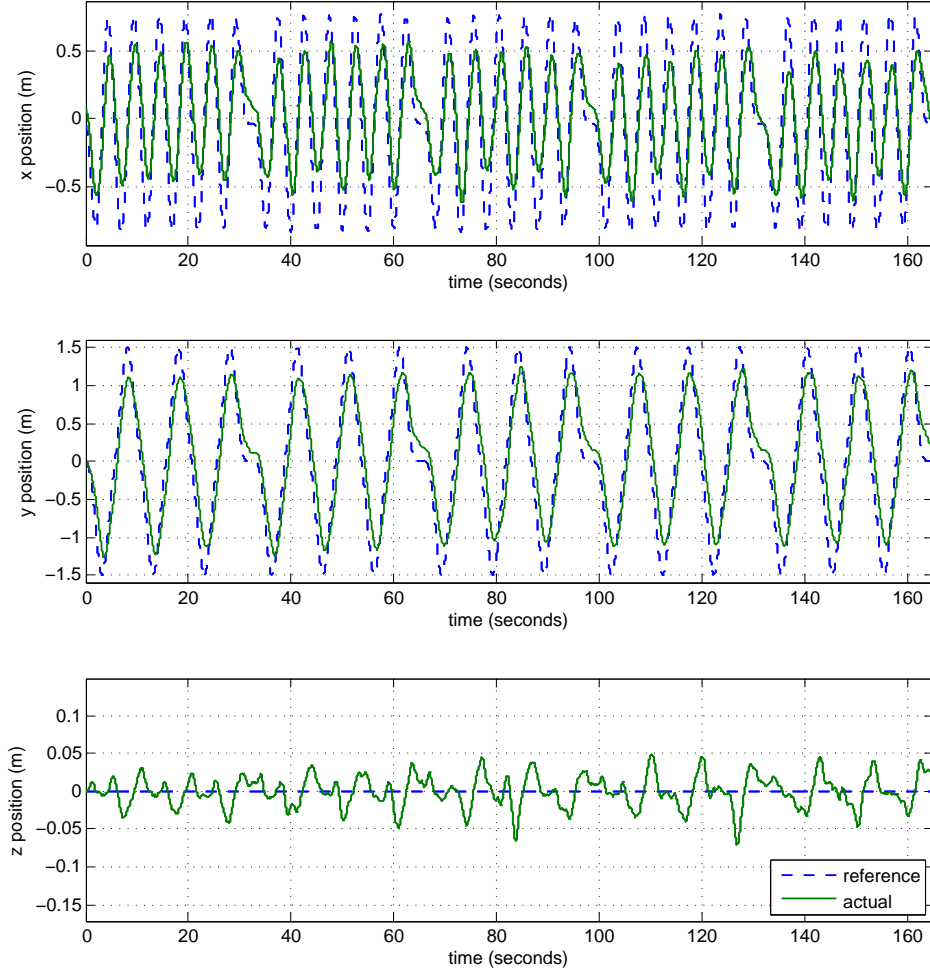 x position (m)
0.5
0
−0.5
0 20 40 60 80 100 120 140 160
time (seconds)
y position (m)
1.5
1
0.5
0
−0.5
−1
−1.5
0 20 40 60 80 100 120 140 160
time (seconds)
z position (m)
0.1
0.05
0
−0.05
−0.1
−0.15
0 20 40 60 80 100 120 140 160
time (seconds)
reference
actual